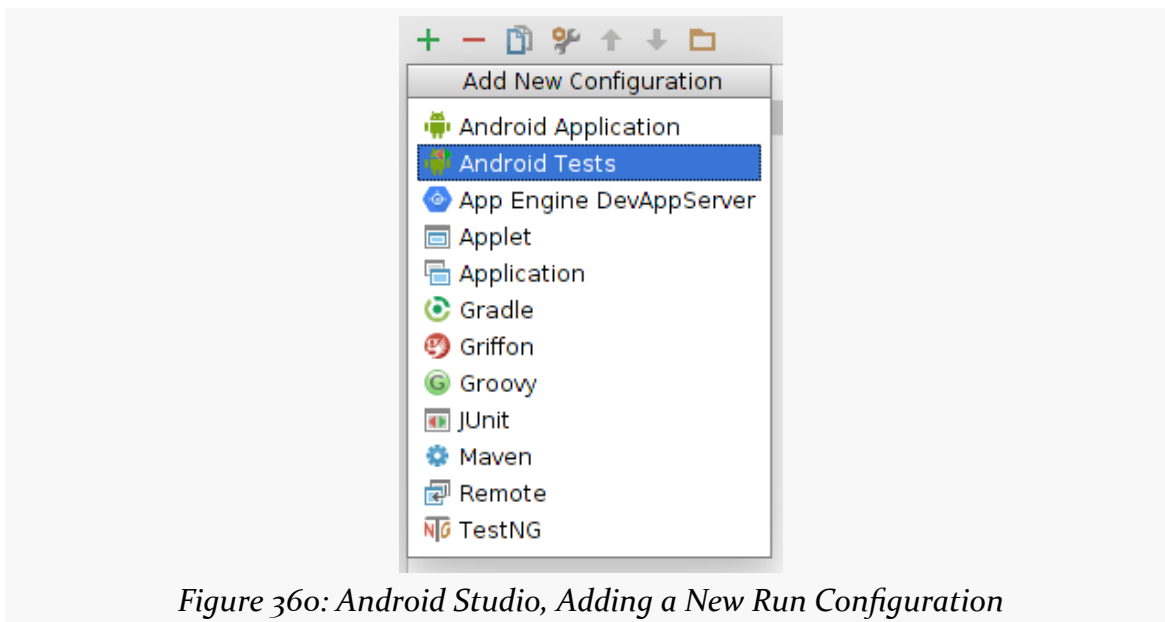 Add New Configuration
Android Application
Android Tests
App Engine DevAppServer
Applet
Application
Gradle
Griffon
G Groovy
JUnit
Maven
Remote
NTG TestNG
Figure 360: Android Studio, Adding a New Run Configuration